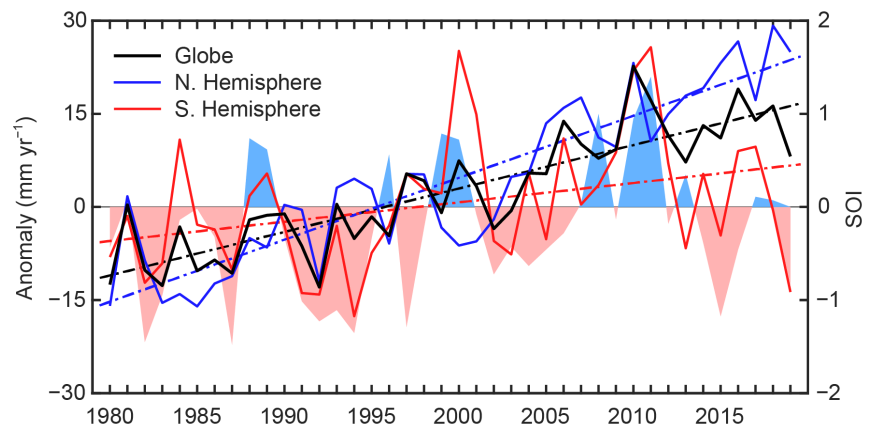 30
15
0
−15
−30
Anomaly (mm yr⁻¹)
Globe
N. Hemisphere
S. Hemisphere
2
1
0
−1
−2
SOI
1980 1985 1990 1995 2000 2005 2010 2015